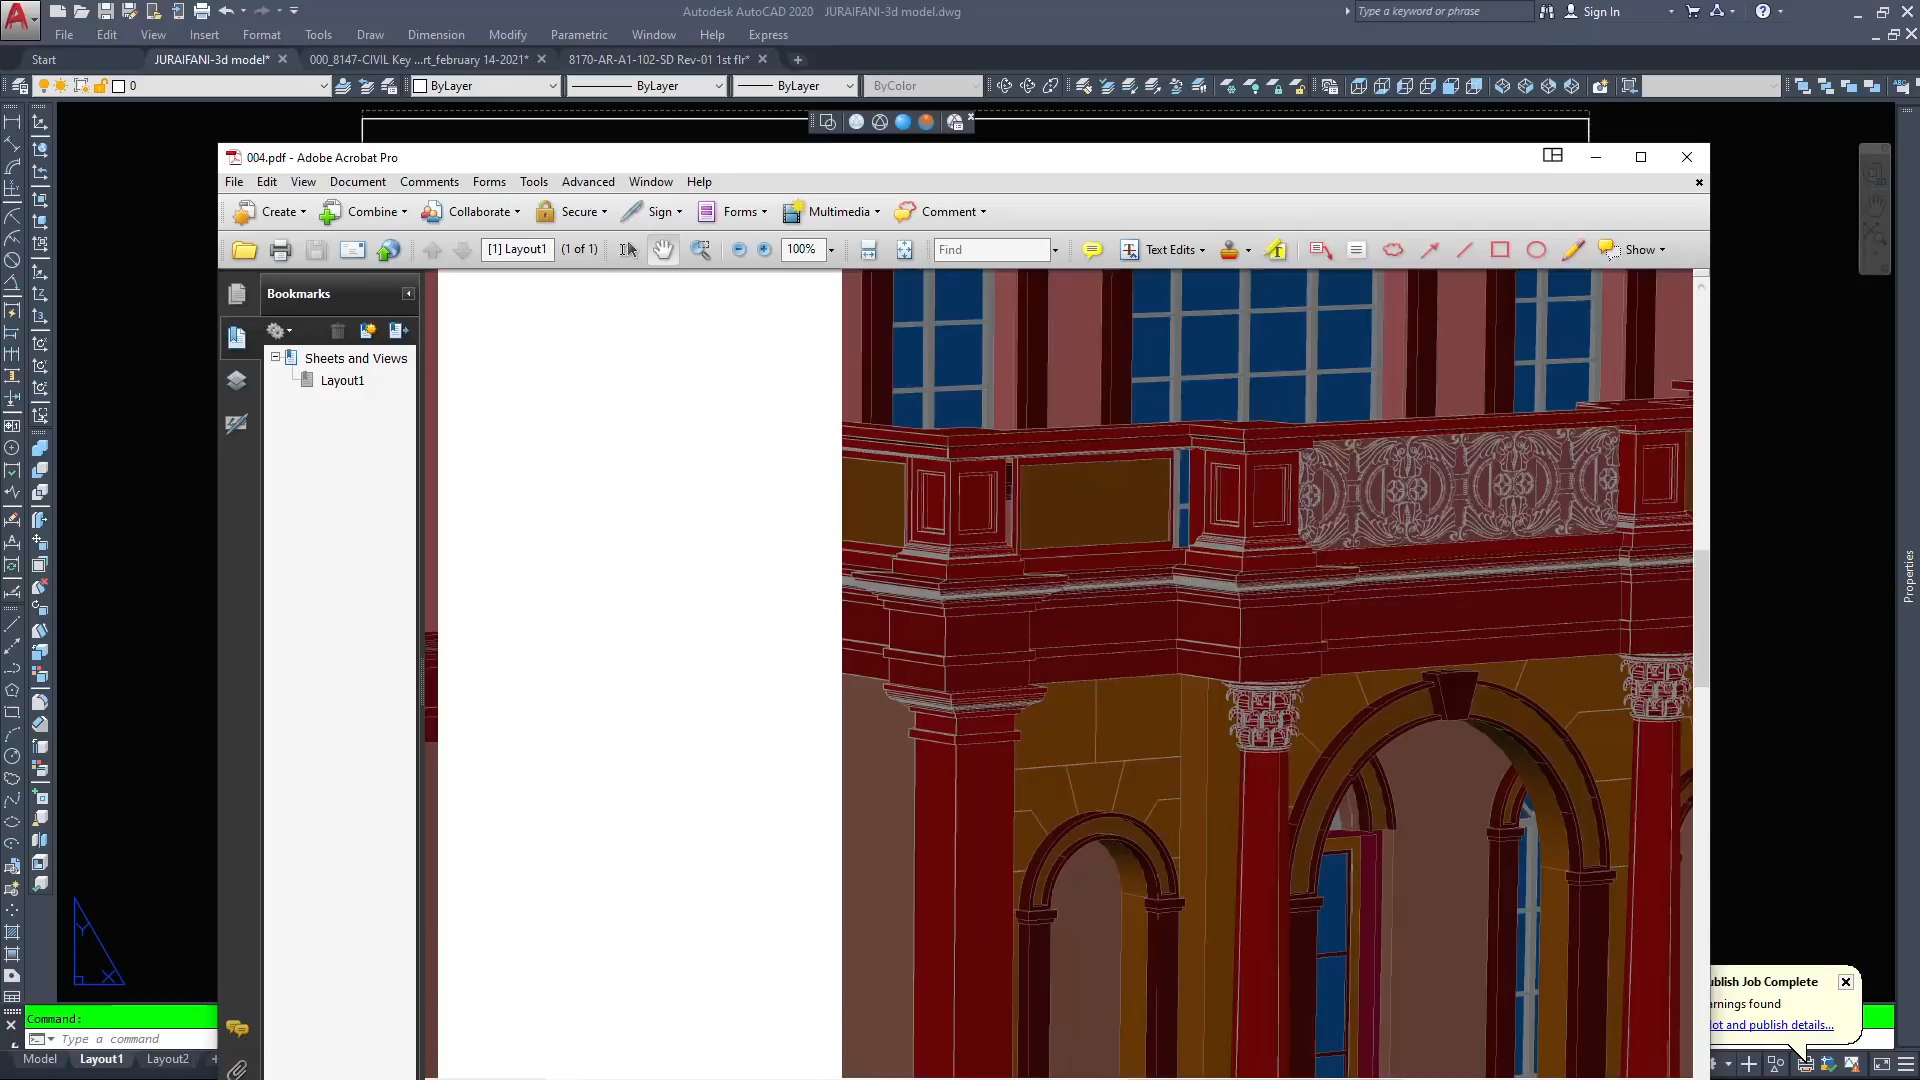 Autodesk AutoCAD 2020 JURAIFANI-3d model.dwg
Type a keyword or phrase
Sign In
File Edit View Insert Format Tools Draw Dimension Modify Parametric Window Help Express
Start
JURAIFANI-3d model*
000_8147-CIVIL Key ...rt_february 14-2021*
8170-AR-A1-102-SD Rev-01 1st flr*
0
ByLayer
ByLayer
ByLayer
ByColor
004.pdf - Adobe Acrobat Pro
File Edit View Document Comments Forms Tools Advanced Window Help
Create Combine Collaborate Secure Sign Forms Multimedia Comment
[1] Layout1 (1 of 1) 100% Find Text Edits Show
Bookmarks
Sheets and Views
Layout1
Properties
Y
X
ublish Job Complete
arnings found
lot and publish details...
Command:
Type a command
Model Layout1 Layout2